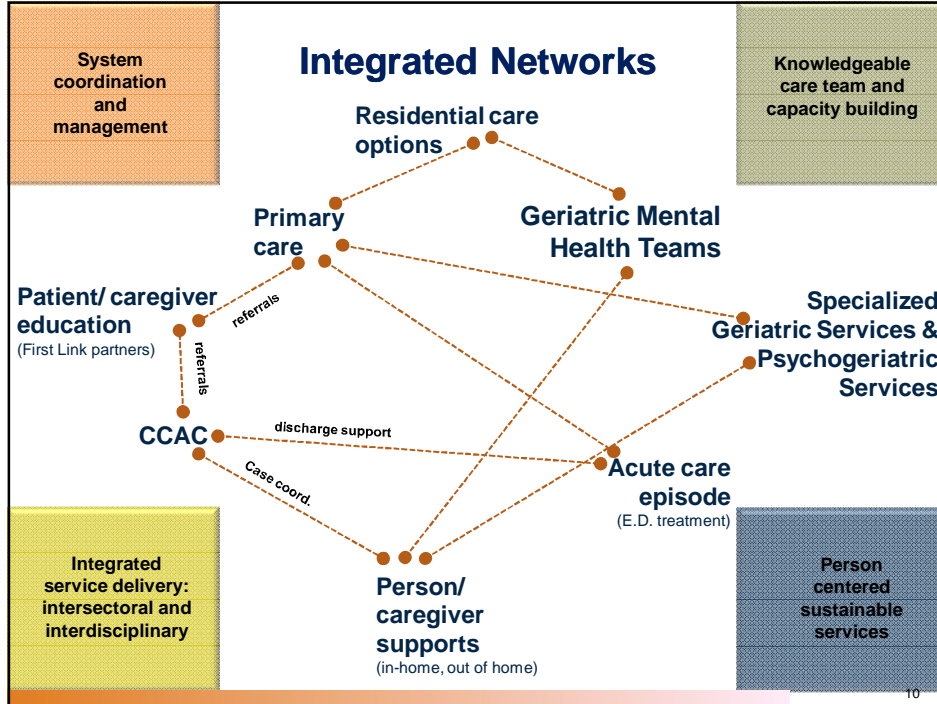 System
coordination
and
management
Integrated Networks
Knowledgeable
care team and
capacity building
Residential care
options
Primary
care
Geriatric Mental
Health Teams
Patient/ caregiver
education
(First Link partners)
referrals
Specialized
Geriatric Services &
Psychogeriatric
Services
referrals
CCAC
discharge support
Case coord.
Acute care
episode
(E.D. treatment)
Integrated
service delivery:
intersectoral and
interdisciplinary
Person/
caregiver
supports
(in-home, out of home)
Person
centered
sustainable
services
10